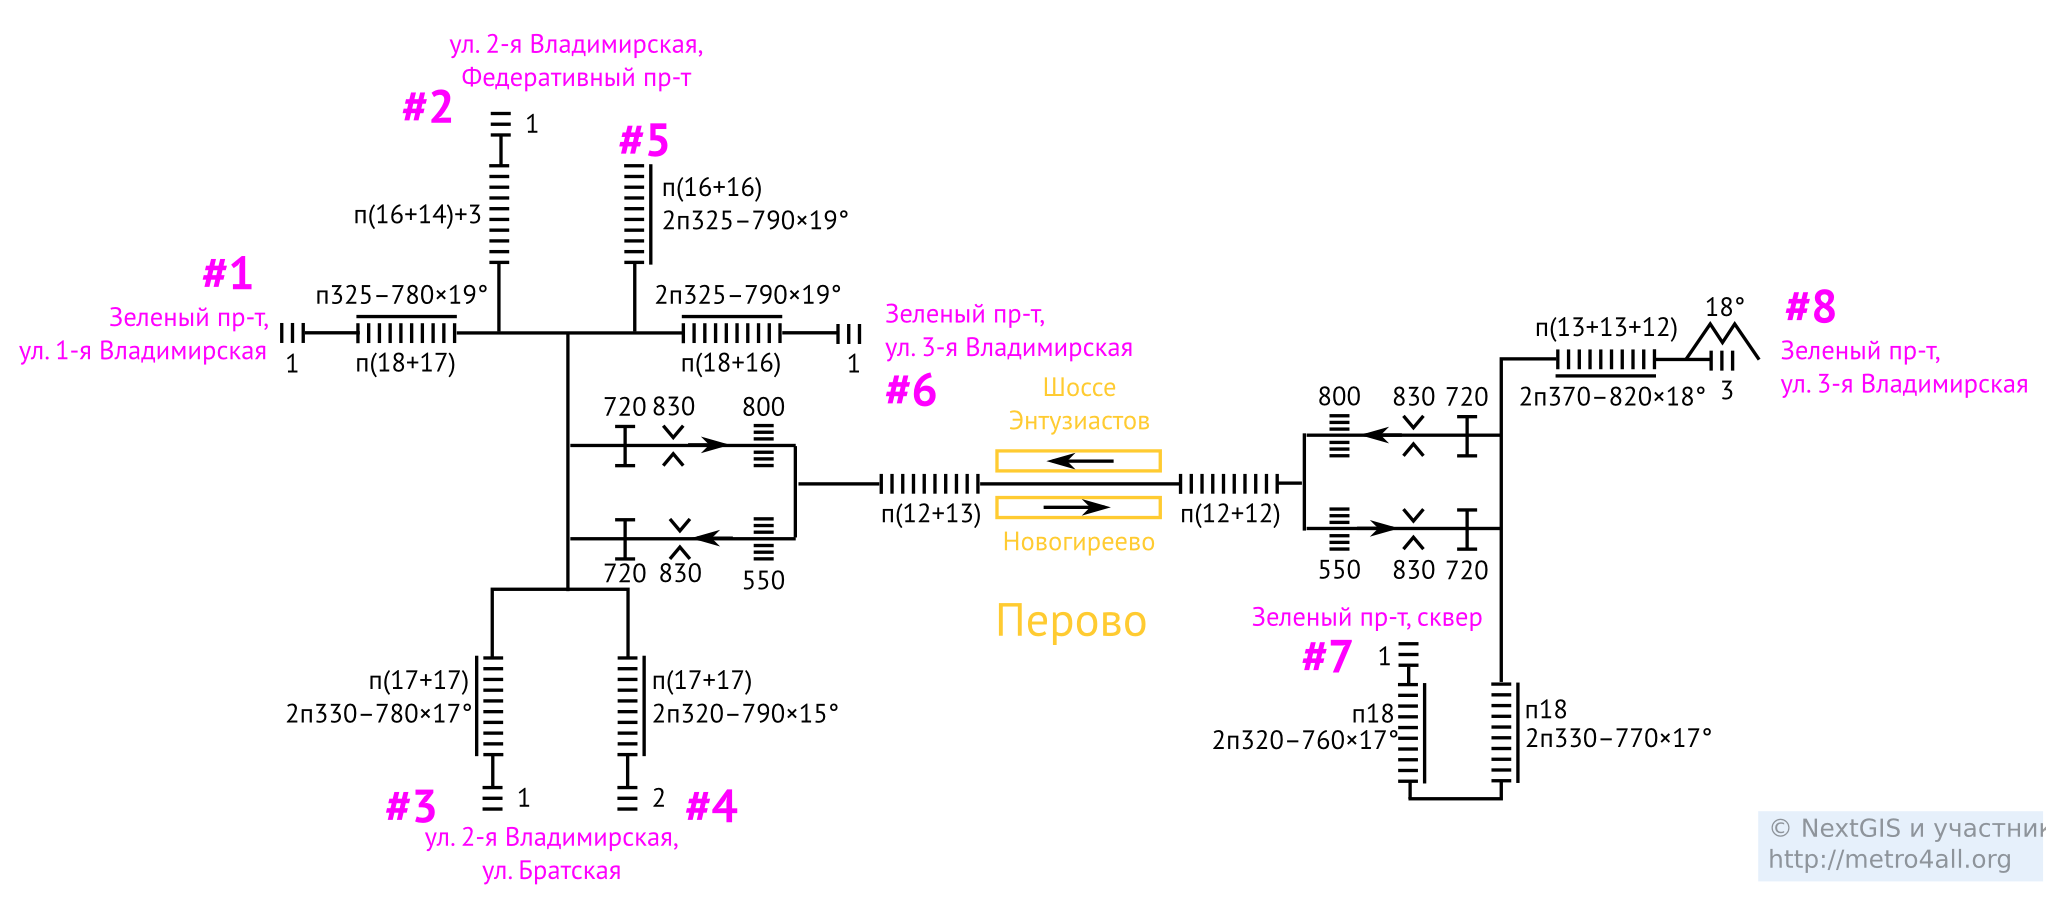 ул. 2-я Владимирская,
Федеративный пр-т
#2
1
#5
п(16+14)+3
п(16+16)
2п325–790×19°
#1
Зеленый пр-т,
ул. 1-я Владимирская
1
п325–780×19°
п(18+17)
2п325–790×19°
п(18+16)
1
Зеленый пр-т,
ул. 3-я Владимирская
#6
720 830 800
720 830 550
п(12+13)
Шоссе
Энтузиастов
Новогиреево
Перово
п(12+12)
800 830 720
550 830 720
п(13+13+12)
2п370–820×18°
18°
3
#8
Зеленый пр-т,
ул. 3-я Владимирская
Зеленый пр-т, сквер
#7
1
п18
2п320–760×17°
п18
2п330–770×17°
п(17+17)
2п330–780×17°
п(17+17)
2п320–790×15°
#3
1
2
#4
ул. 2-я Владимирская,
ул. Братская
© NextGIS и участник
http://metro4all.org